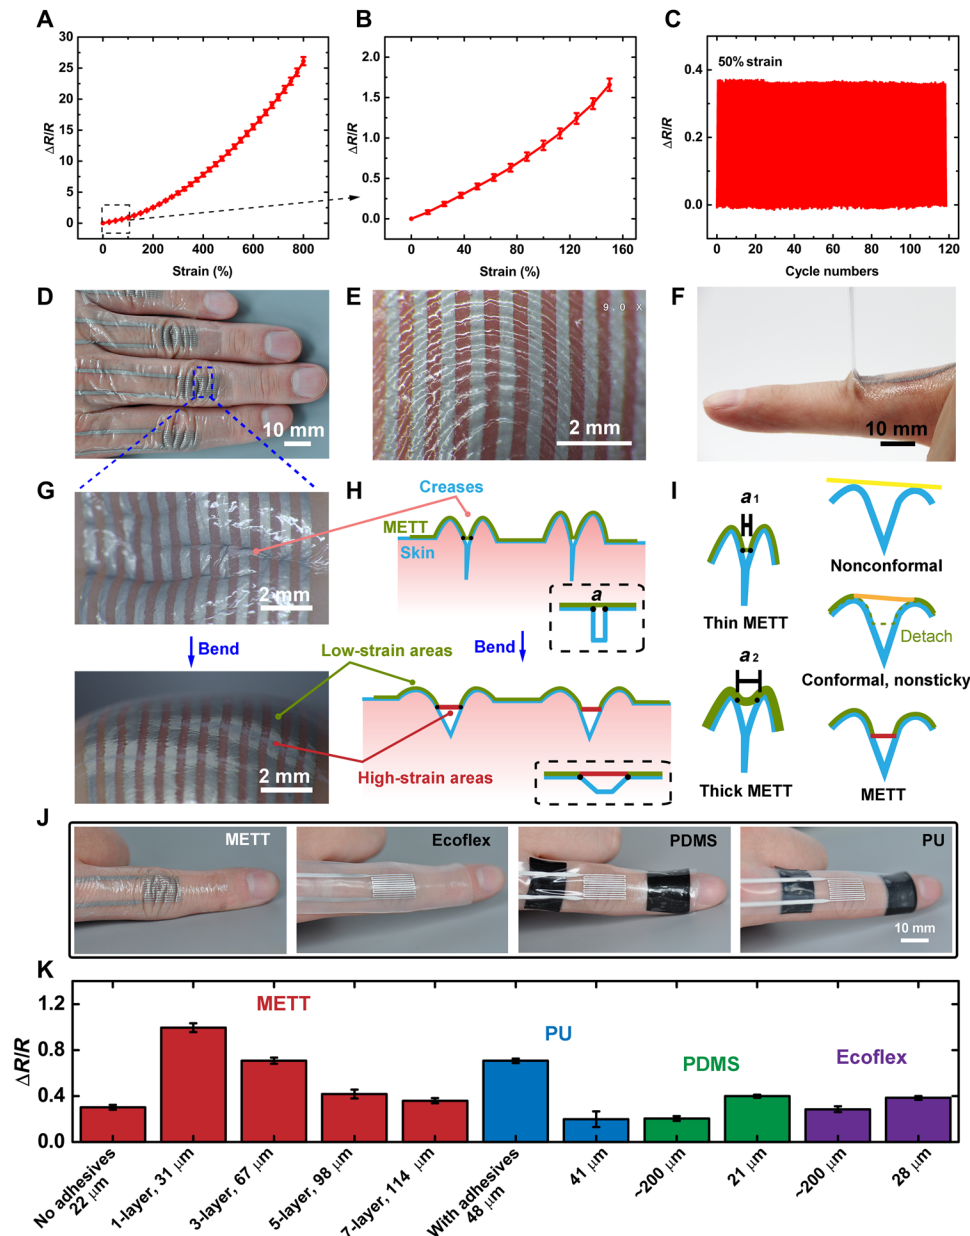 A
B
C
30
25
20
15
10
5
0
ΔR/R
0
200
400
600
800
Strain (%)
2.0
1.5
1.0
0.5
0.0
ΔR/R
0
40
80
120
160
Strain (%)
50% strain
0.4
0.2
0.0
ΔR/R
0
20
40
60
80
100
120
Cycle numbers
D
10 mm
E
9.0 X
2 mm
F
10 mm
G
2 mm
Bend
2 mm
H
Creases
METT
Skin
a
Low-strain areas
Bend
High-strain areas
I
a1
Thin METT
a2
Thick METT
Nonconformal
Detach
Conformal, nonsticky
METT
J
METT
Ecoflex
PDMS
PU
10 mm
K
1.2
0.8
0.4
0.0
ΔR/R
METT
PU
PDMS
Ecoflex
No adhesives
22 μm
1-layer, 31 μm
3-layer, 67 μm
5-layer, 98 μm
7-layer, 114 μm
With adhesives
48 μm
41 μm
~200 μm
21 μm
~200 μm
28 μm